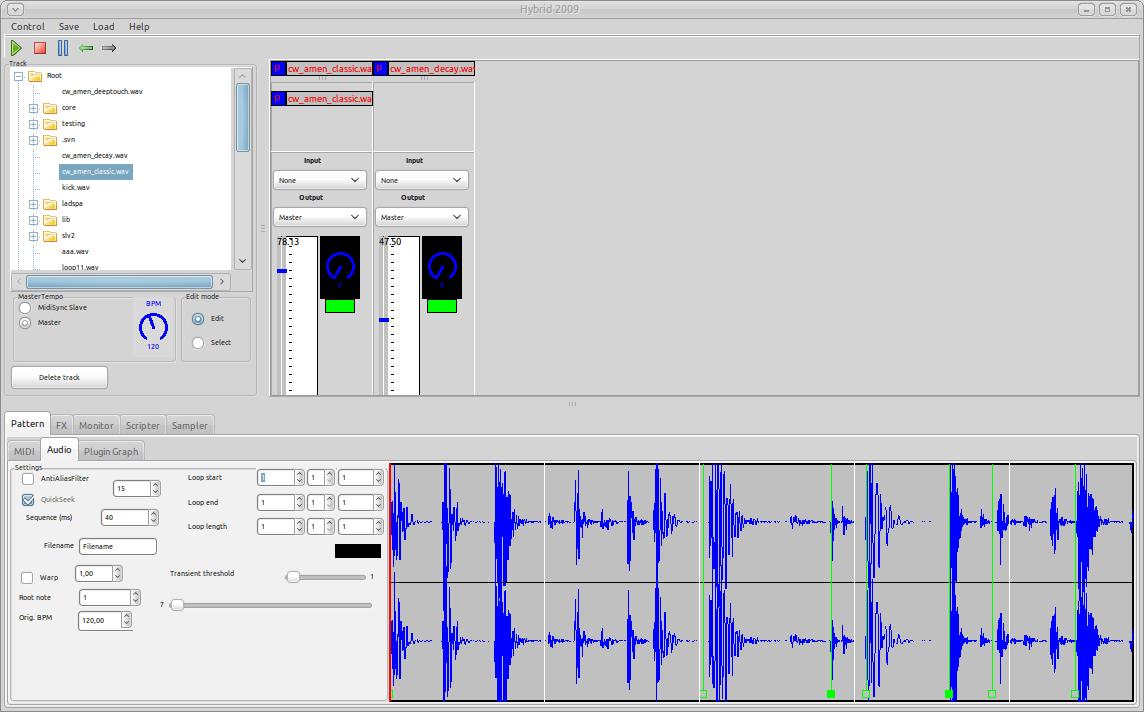 Hybrid 2009
Control Save Load Help
Track
Root
cw_amen_deeptouch.wav
core
testing
.svn
cw_amen_decay.wav
cw_amen_classic.wav
kick.wav
ladspa
lib
slv2
aaa.wav
loop11.wav
MasterTempo
MidiSync Slave
Master
BPM
120
Edit mode
Edit
Select
Delete track
P cw_amen_classic.wa P cw_amen_decay.wa
P cw_amen_classic.wa
Input Input
None None
Output Output
Master Master
78,13 47,50
0 0
Pattern FX Monitor Scripter Sampler
MIDI Audio Plugin Graph
Settings
AntiAliasFilter
15
QuickSeek
Sequence (ms) 40
Filename Filename
Warp 1,00
Root note 1
Orig. BPM 120,00
Loop start 1 1 1
Loop end 1 1 1
Loop length 1 1 1
Transient threshold 1
7